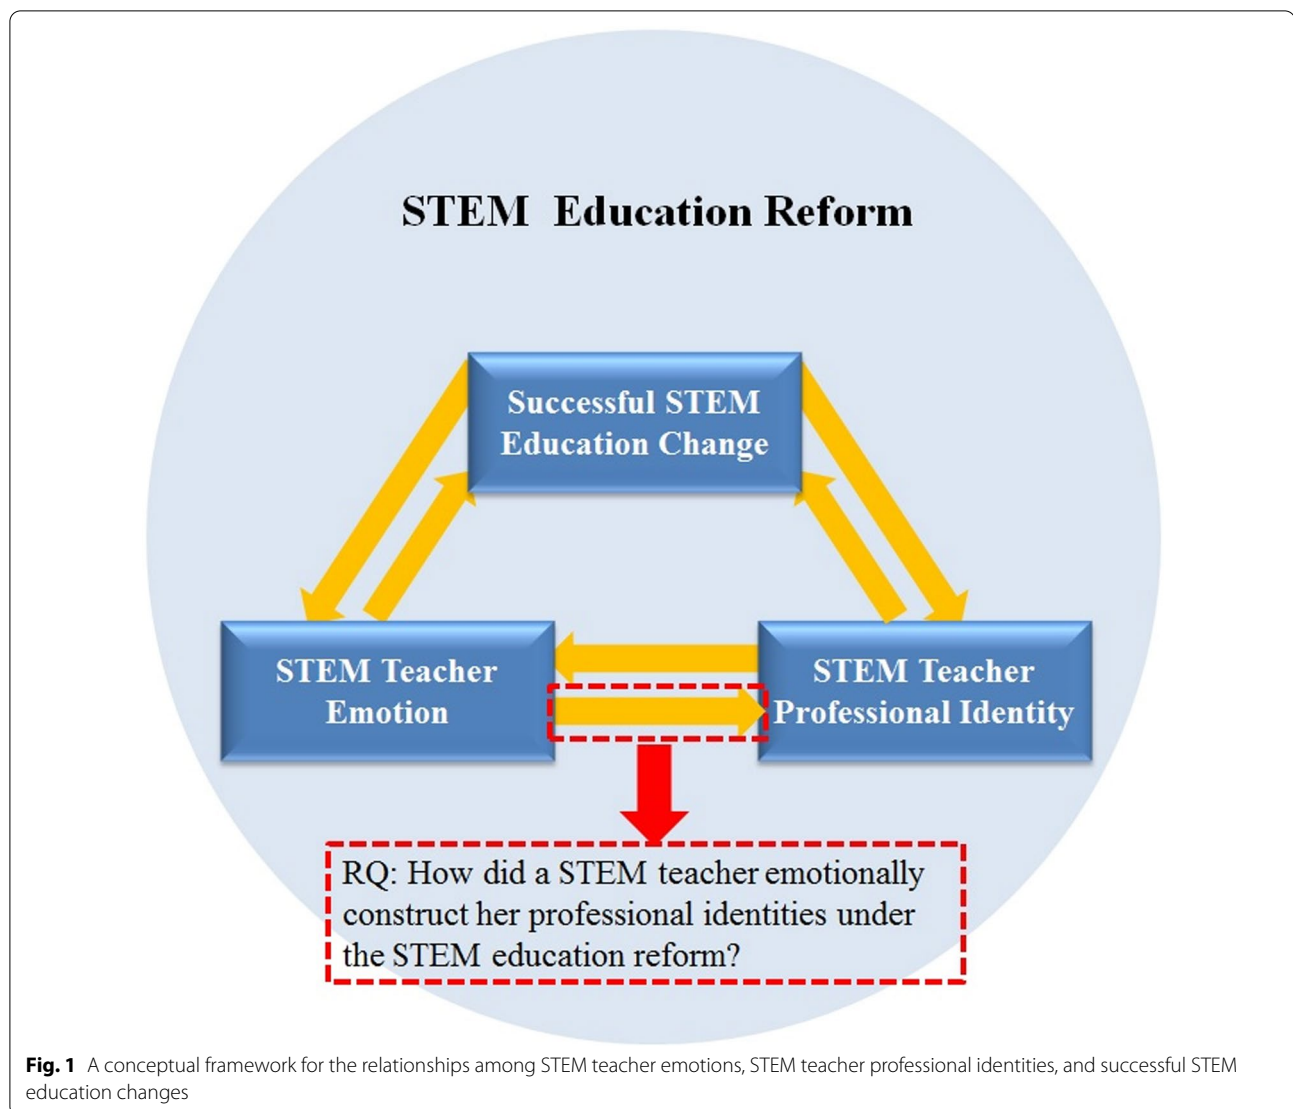 STEM Education Reform
Successful STEM
Education Change
STEM Teacher
Emotion
STEM Teacher
Professional Identity
RQ: How did a STEM teacher emotionally
construct her professional identities under
the STEM education reform?
Fig. 1 A conceptual framework for the relationships among STEM teacher emotions, STEM teacher professional identities, and successful STEM
education changes